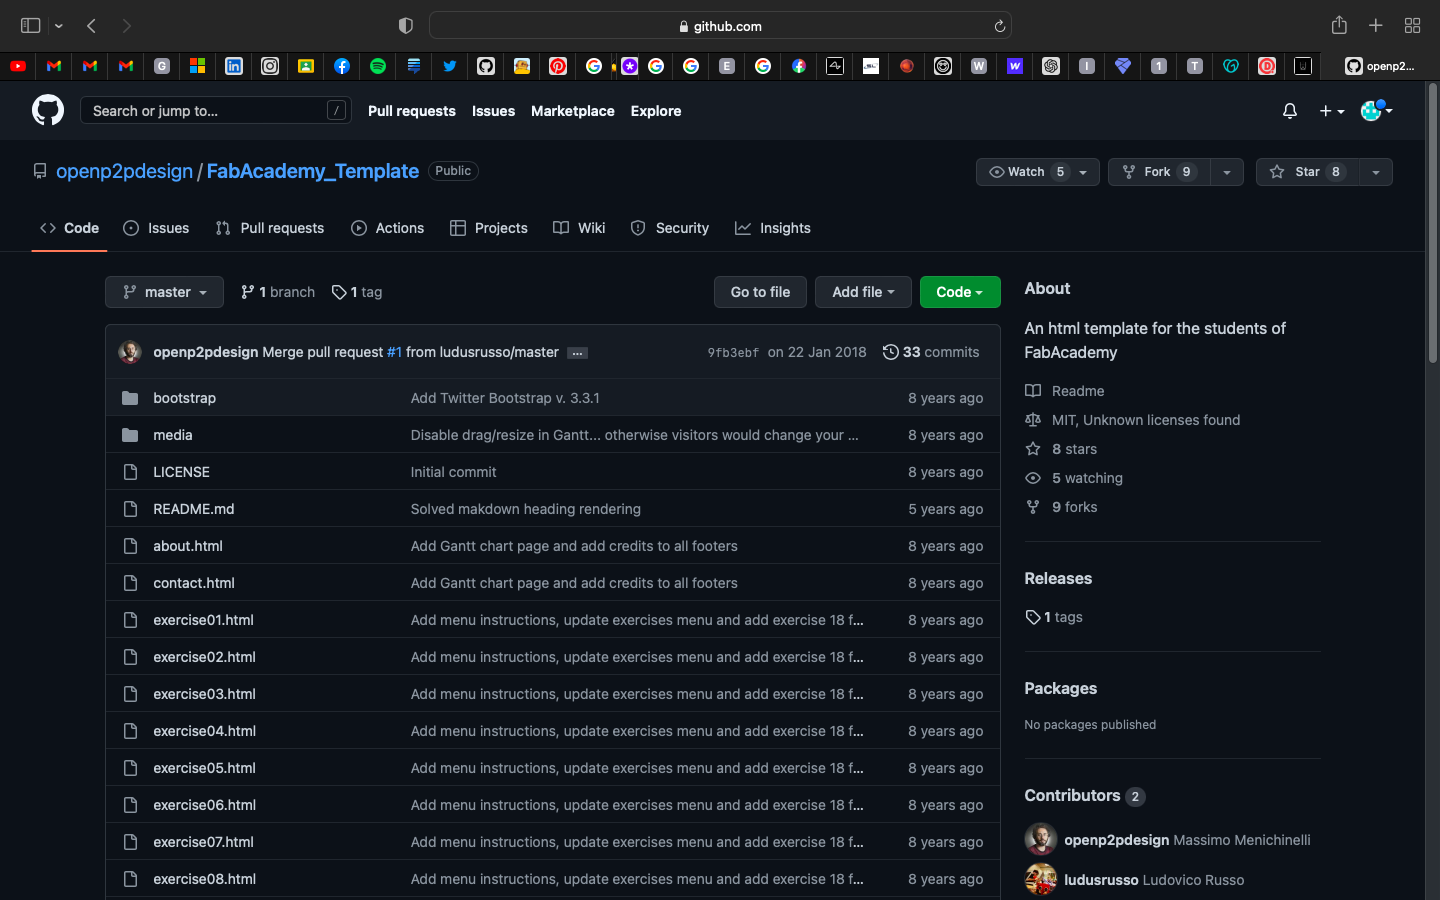 github.com
openp2...
Search or jump to...
/
Pull requests
Issues
Marketplace
Explore
openp2pdesign / FabAcademy_Template
Public
Watch 5
Fork 9
Star 8
Code
Issues
Pull requests
Actions
Projects
Wiki
Security
Insights
master
1 branch
1 tag
Go to file
Add file
Code
openp2pdesign Merge pull request #1 from ludusrusso/master ...
9fb3ebf on 22 Jan 2018
33 commits
bootstrap Add Twitter Bootstrap v. 3.3.1 8 years ago
media Disable drag/resize in Gantt... otherwise visitors would change your ... 8 years ago
LICENSE Initial commit 8 years ago
README.md Solved makdown heading rendering 5 years ago
about.html Add Gantt chart page and add credits to all footers 8 years ago
contact.html Add Gantt chart page and add credits to all footers 8 years ago
exercise01.html Add menu instructions, update exercises menu and add exercise 18 f... 8 years ago
exercise02.html Add menu instructions, update exercises menu and add exercise 18 f... 8 years ago
exercise03.html Add menu instructions, update exercises menu and add exercise 18 f... 8 years ago
exercise04.html Add menu instructions, update exercises menu and add exercise 18 f... 8 years ago
exercise05.html Add menu instructions, update exercises menu and add exercise 18 f... 8 years ago
exercise06.html Add menu instructions, update exercises menu and add exercise 18 f... 8 years ago
exercise07.html Add menu instructions, update exercises menu and add exercise 18 f... 8 years ago
exercise08.html Add menu instructions, update exercises menu and add exercise 18 f... 8 years ago
About
An html template for the students of
FabAcademy
Readme
MIT, Unknown licenses found
8 stars
5 watching
9 forks
Releases
1 tags
Packages
No packages published
Contributors 2
openp2pdesign Massimo Menichinelli
ludusrusso Ludovico Russo